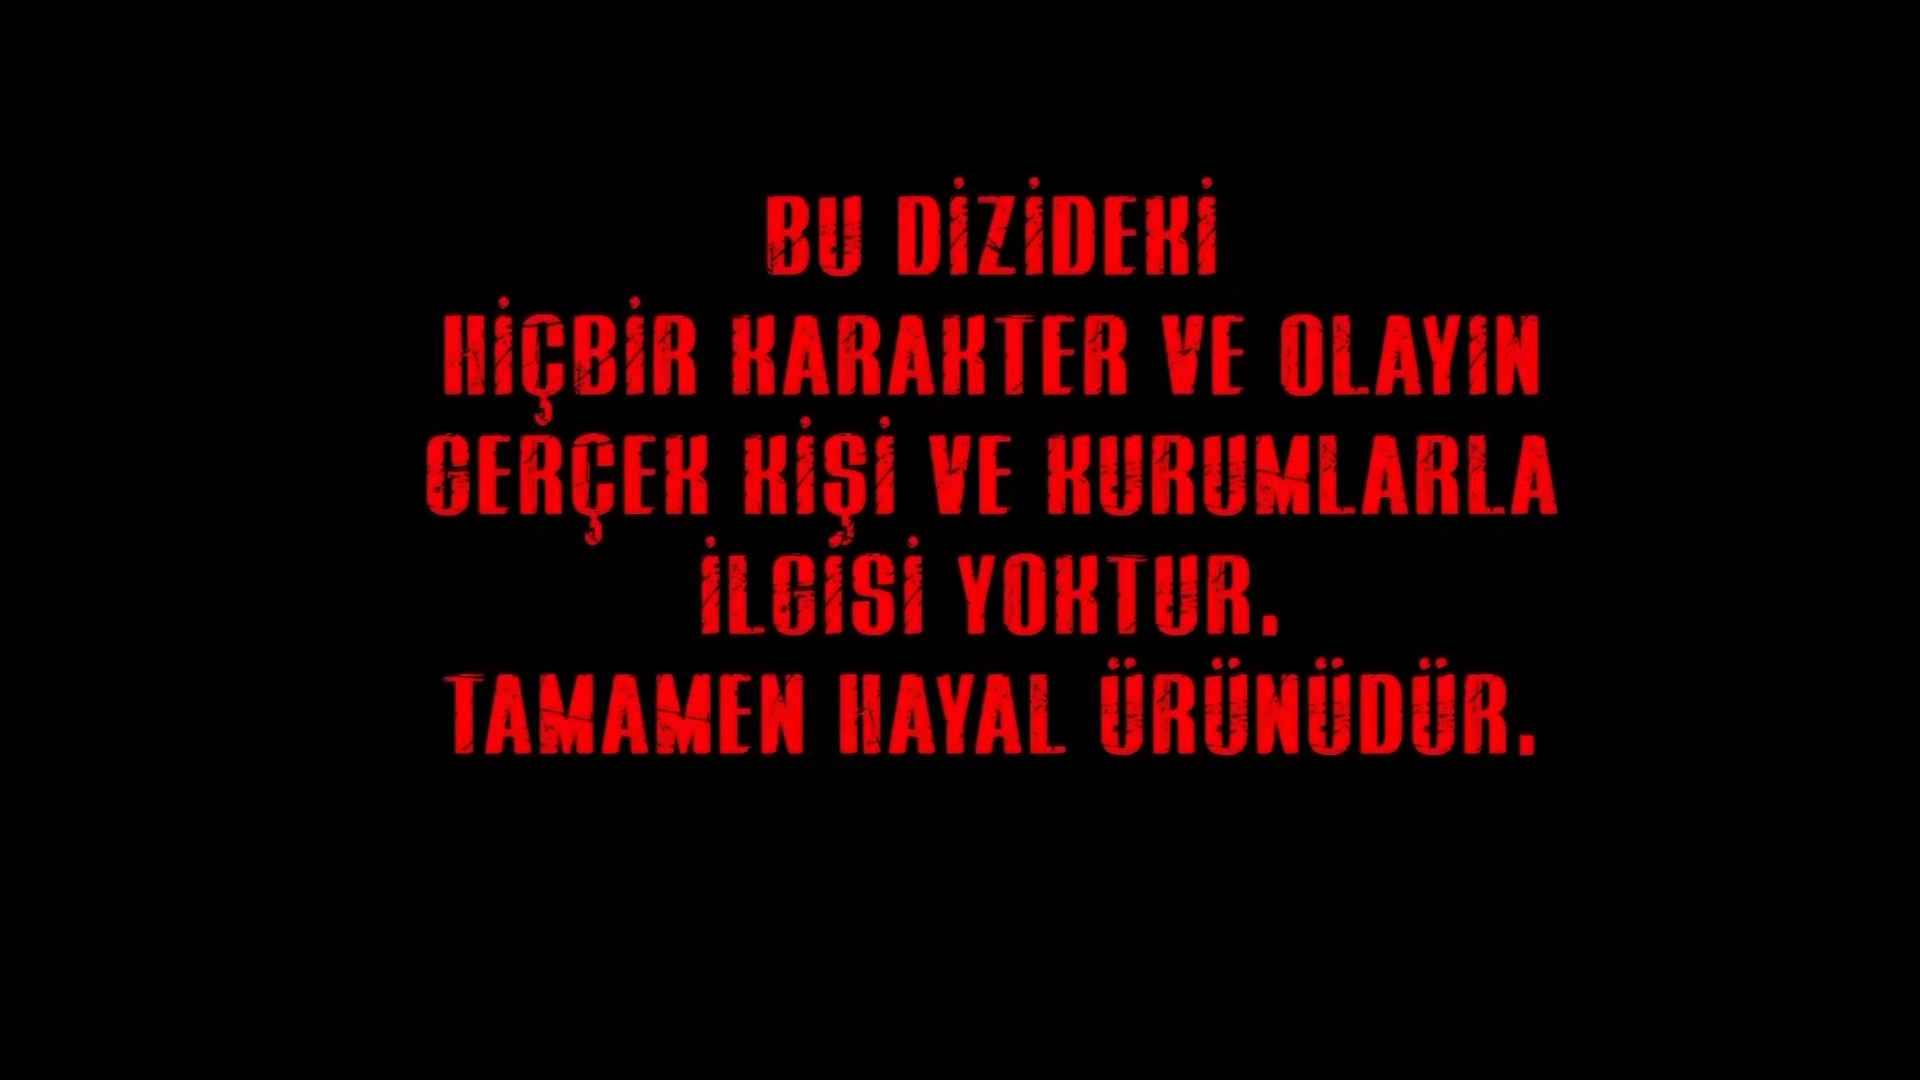 BU DİZİDEKİ
HİÇBİR KARAKTER VE OLAYIN
GERÇEK KİŞİ VE KURUMLARLA
İLGİSİ YOKTUR.
TAMAMEN HAYAL ÜRÜNÜDÜR.